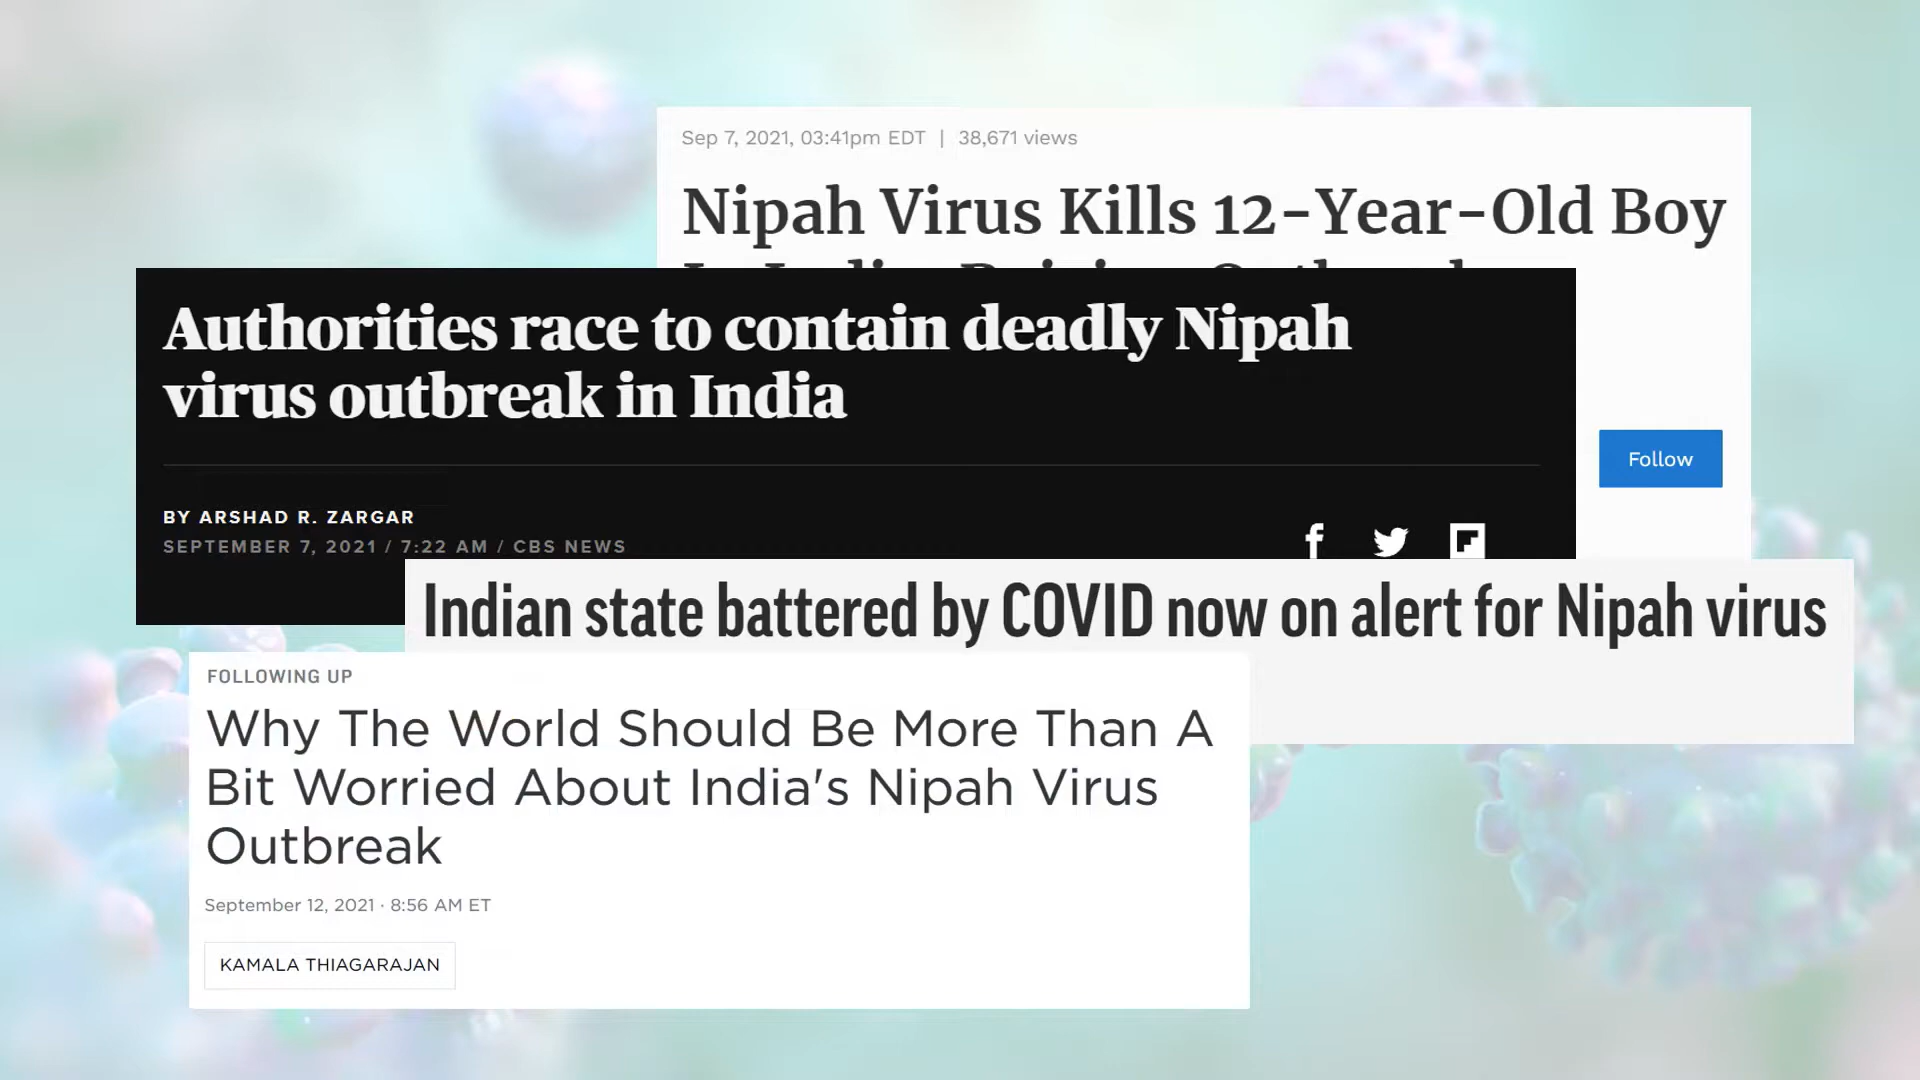 Sep 7, 2021, 03:41pm EDT | 38,671 views
Nipah Virus Kills 12-Year-Old Boy
Authorities race to contain deadly Nipah
virus outbreak in India
Follow
BY ARSHAD R. ZARGAR
SEPTEMBER 7, 2021 / 7:22 AM / CBS NEWS
Indian state battered by COVID now on alert for Nipah virus
FOLLOWING UP
Why The World Should Be More Than A
Bit Worried About India's Nipah Virus
Outbreak
September 12, 2021 · 8:56 AM ET
KAMALA THIAGARAJAN